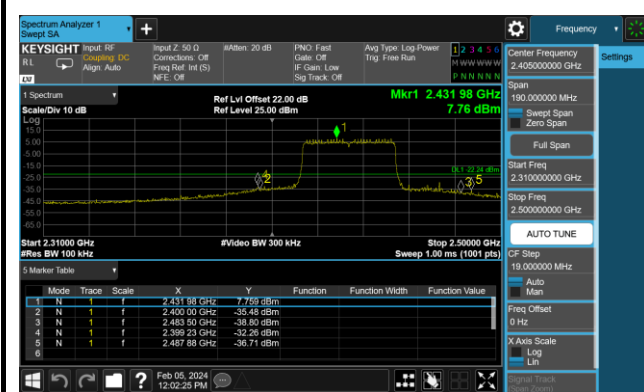 Spectrum Analyzer 1
Swept SA
Frequency
KEYSIGHT
Input: RF
Coupling: DC
Align: Auto
Input Z: 50 Ω
Corrections: Off
Freq Ref: Int (S)
NFE: Off
#Atten: 20 dB
PNO: Fast
Gate: Off
IF Gain: Low
Sig Track: Off
Avg Type: Log-Power
Trig: Free Run
1 2 3 4 5 6
M W W W W W
P N N N N N
RL
LXI
Center Frequency
2.405000000 GHz
Settings
Span
190.000000 MHz
Swept Span
Zero Span
Full Span
Start Freq
2.310000000 GHz
Stop Freq
2.500000000 GHz
AUTO TUNE
CF Step
19.000000 MHz
Auto
Man
Freq Offset
0 Hz
X Axis Scale
Log
Lin
Signal Track
(Span Zoom)
1 Spectrum
Scale/Div 10 dB
Ref Lvl Offset 22.00 dB
Ref Level 25.00 dBm
Mkr1 2.431 98 GHz
7.76 dBm
Log
15.0
5.00
-5.00
-15.0
-25.0
-35.0
-45.0
-55.0
-65.0
1
DL1 -22.24 dBm
4
2
3
5
Start 2.31000 GHz
#Res BW 100 kHz
#Video BW 300 kHz
Stop 2.50000 GHz
Sweep 1.00 ms (1001 pts)
5 Marker Table
Mode Trace Scale X Y Function Function Width Function Value
1 N 1 f 2.431 98 GHz 7.759 dBm
2 N 1 f 2.400 00 GHz -35.48 dBm
3 N 1 f 2.483 50 GHz -38.80 dBm
4 N 1 f 2.399 23 GHz -32.26 dBm
5 N 1 f 2.487 88 GHz -36.71 dBm
6
?
Feb 05, 2024
12:02:25 PM